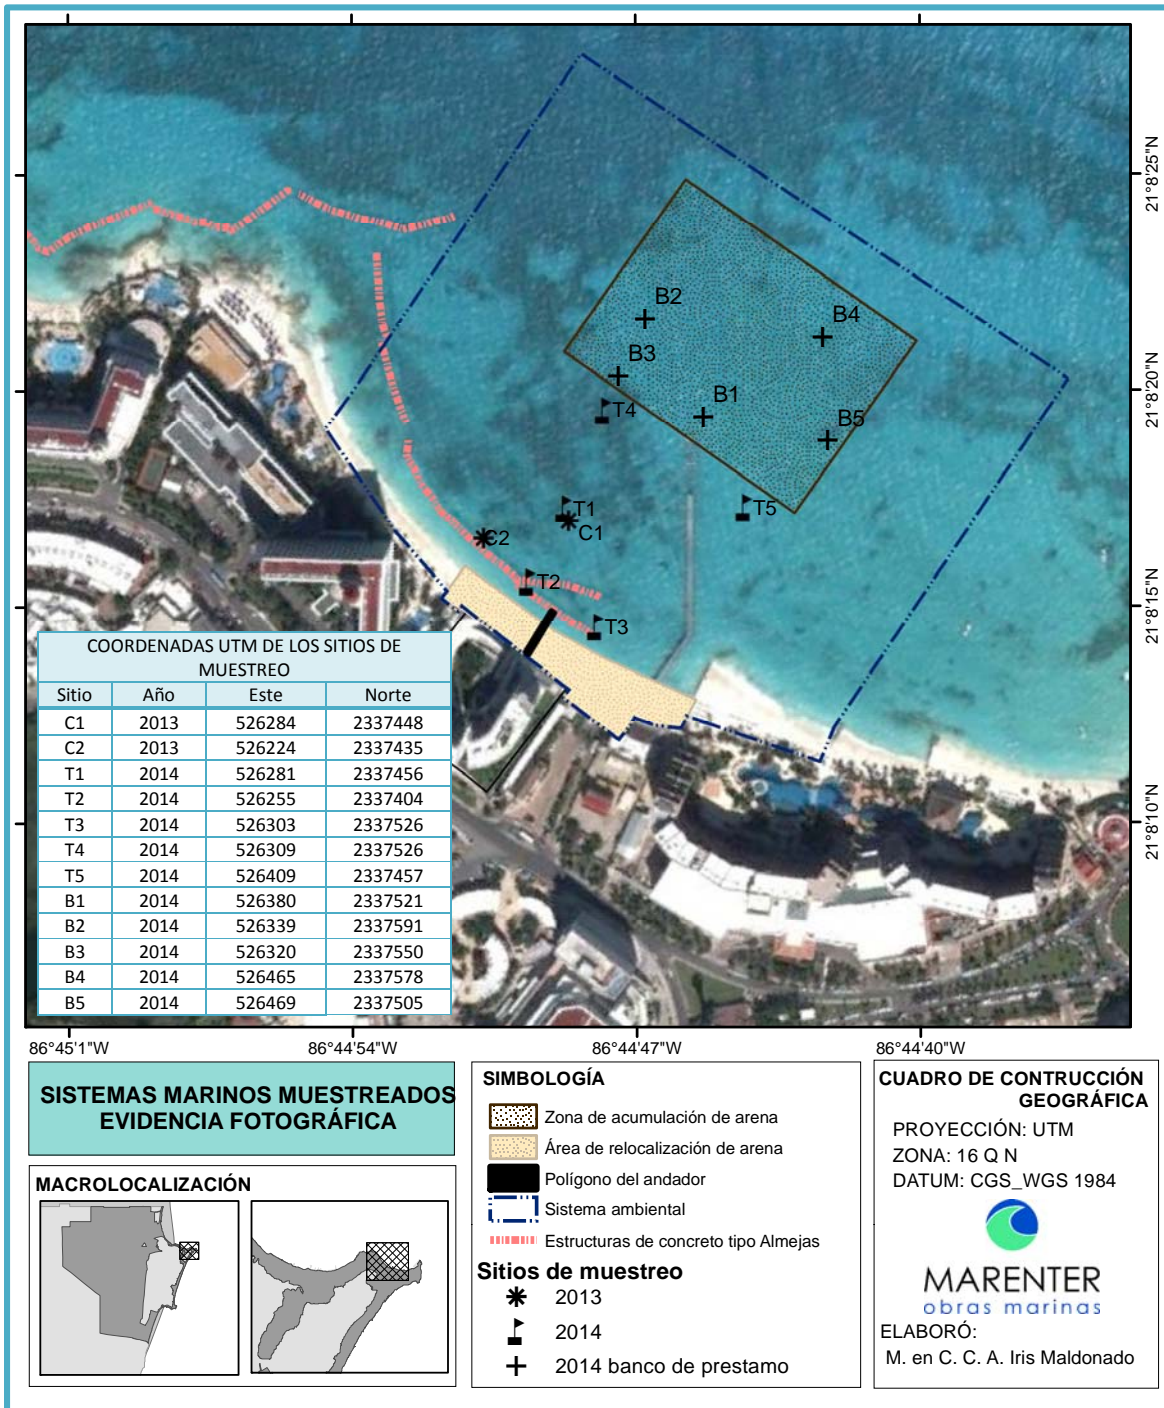 21°8'25"N
21°8'20"N
21°8'15"N
21°8'10"N
B2
B4
B3
T4
B1
B5
T1
C1
T5
C2
T2
T3
COORDENADAS UTM DE LOS SITIOS DE
MUESTREO
Sitio Año Este Norte
C1 2013 526284 2337448
C2 2013 526224 2337435
T1 2014 526281 2337456
T2 2014 526255 2337404
T3 2014 526303 2337526
T4 2014 526309 2337526
T5 2014 526409 2337457
B1 2014 526380 2337521
B2 2014 526339 2337591
B3 2014 526320 2337550
B4 2014 526465 2337578
B5 2014 526469 2337505
86°45'1"W 86°44'54"W 86°44'47"W 86°44'40"W
SISTEMAS MARINOS MUESTREADOS
EVIDENCIA FOTOGRÁFICA
MACROLOCALIZACIÓN
SIMBOLOGÍA
Zona de acumulación de arena
Área de relocalización de arena
Polígono del andador
Sistema ambiental
Estructuras de concreto tipo Almejas
Sitios de muestreo
2013
2014
2014 banco de prestamo
CUADRO DE CONTRUCCIÓN
GEOGRÁFICA
PROYECCIÓN: UTM
ZONA: 16 Q N
DATUM: CGS_WGS 1984
MARENTER
obras marinas
ELABORÓ:
M. en C. C. A. Iris Maldonado